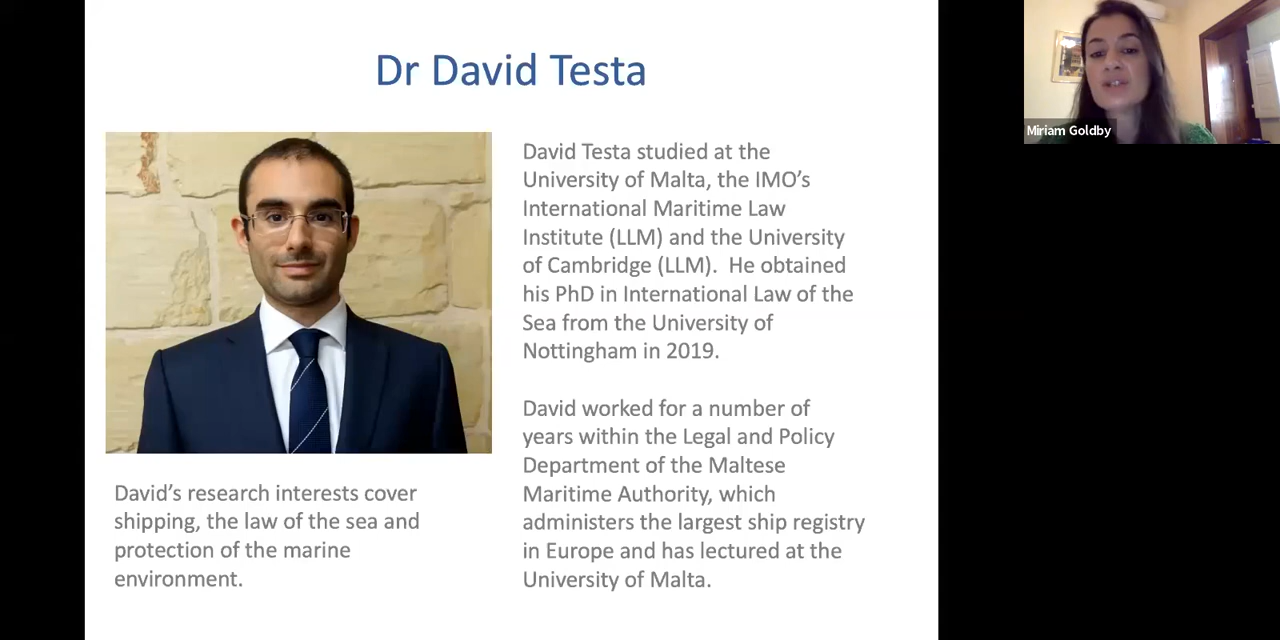 Dr David Testa
David Testa studied at the
University of Malta, the IMO's
International Maritime Law
Institute (LLM) and the University
of Cambridge (LLM).  He obtained
his PhD in International Law of the
Sea from the University of
Nottingham in 2019.
David worked for a number of
years within the Legal and Policy
Department of the Maltese
Maritime Authority, which
administers the largest ship registry
in Europe and has lectured at the
University of Malta.
David's research interests cover
shipping, the law of the sea and
protection of the marine
environment.
Miriam Goldby